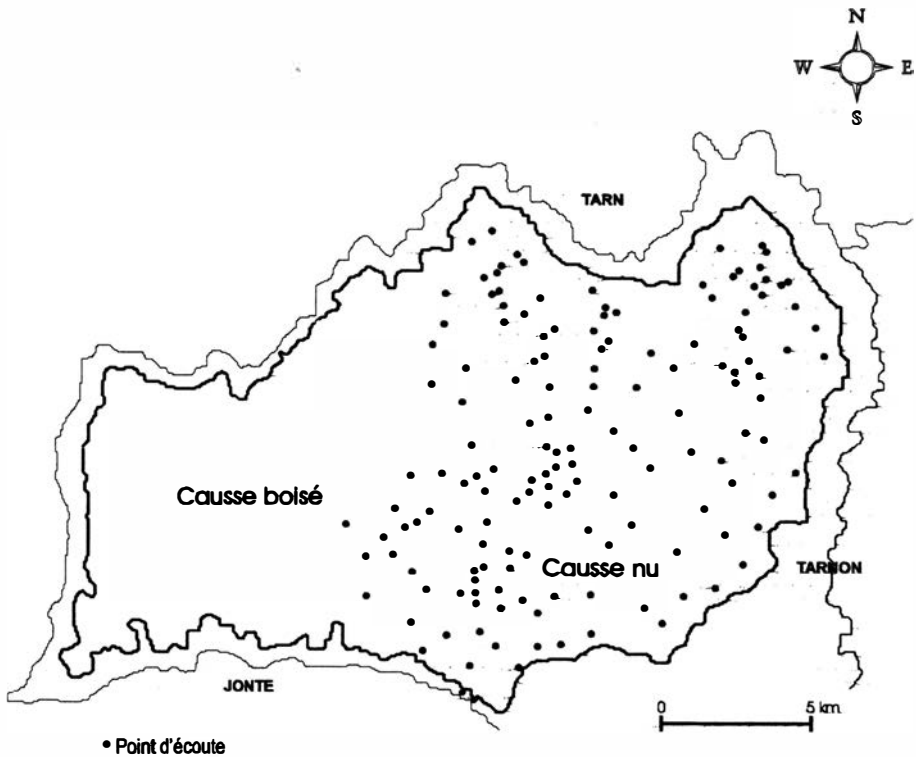 N
W E
S
TARN
Causse boisé
Causse nu
TARNON
JONTE
0 5 km.
• Point d'écoute